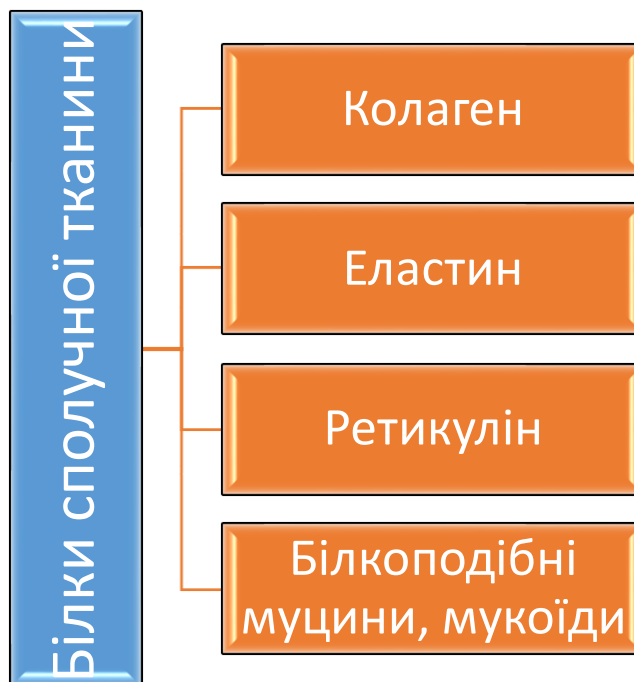 Білки сполучної тканини
Колаген
Еластин
Ретикулін
Білкоподібні
муцини, мукоїди